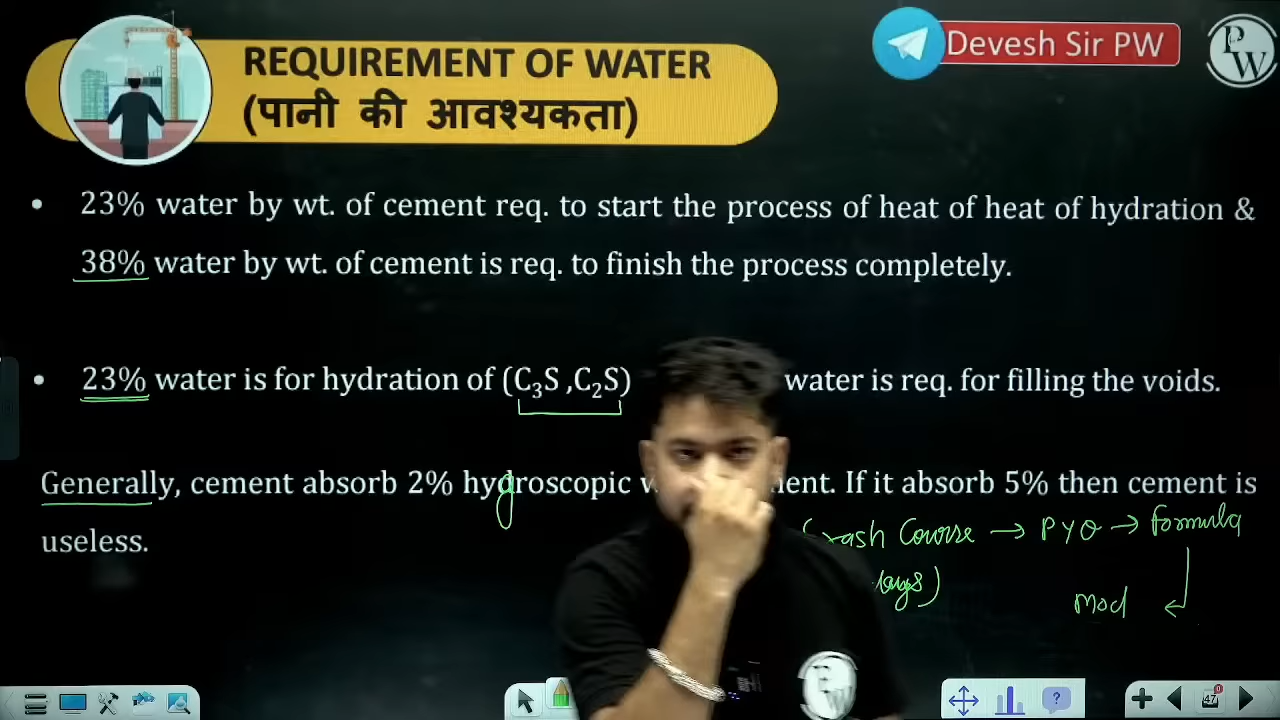 REQUIREMENT OF WATER
(पानी की आवश्यकता)
Devesh Sir PW
PW
23% water by wt. of cement req. to start the process of heat of heat of hydration &
38% water by wt. of cement is req. to finish the process completely.
23% water is for hydration of (C₃S ,C₂S) water is req. for filling the voids.
Generally, cement absorb 2% hygroscopic If it absorb 5% then cement is
useless.
Course → PYQ → formula
Mod
47